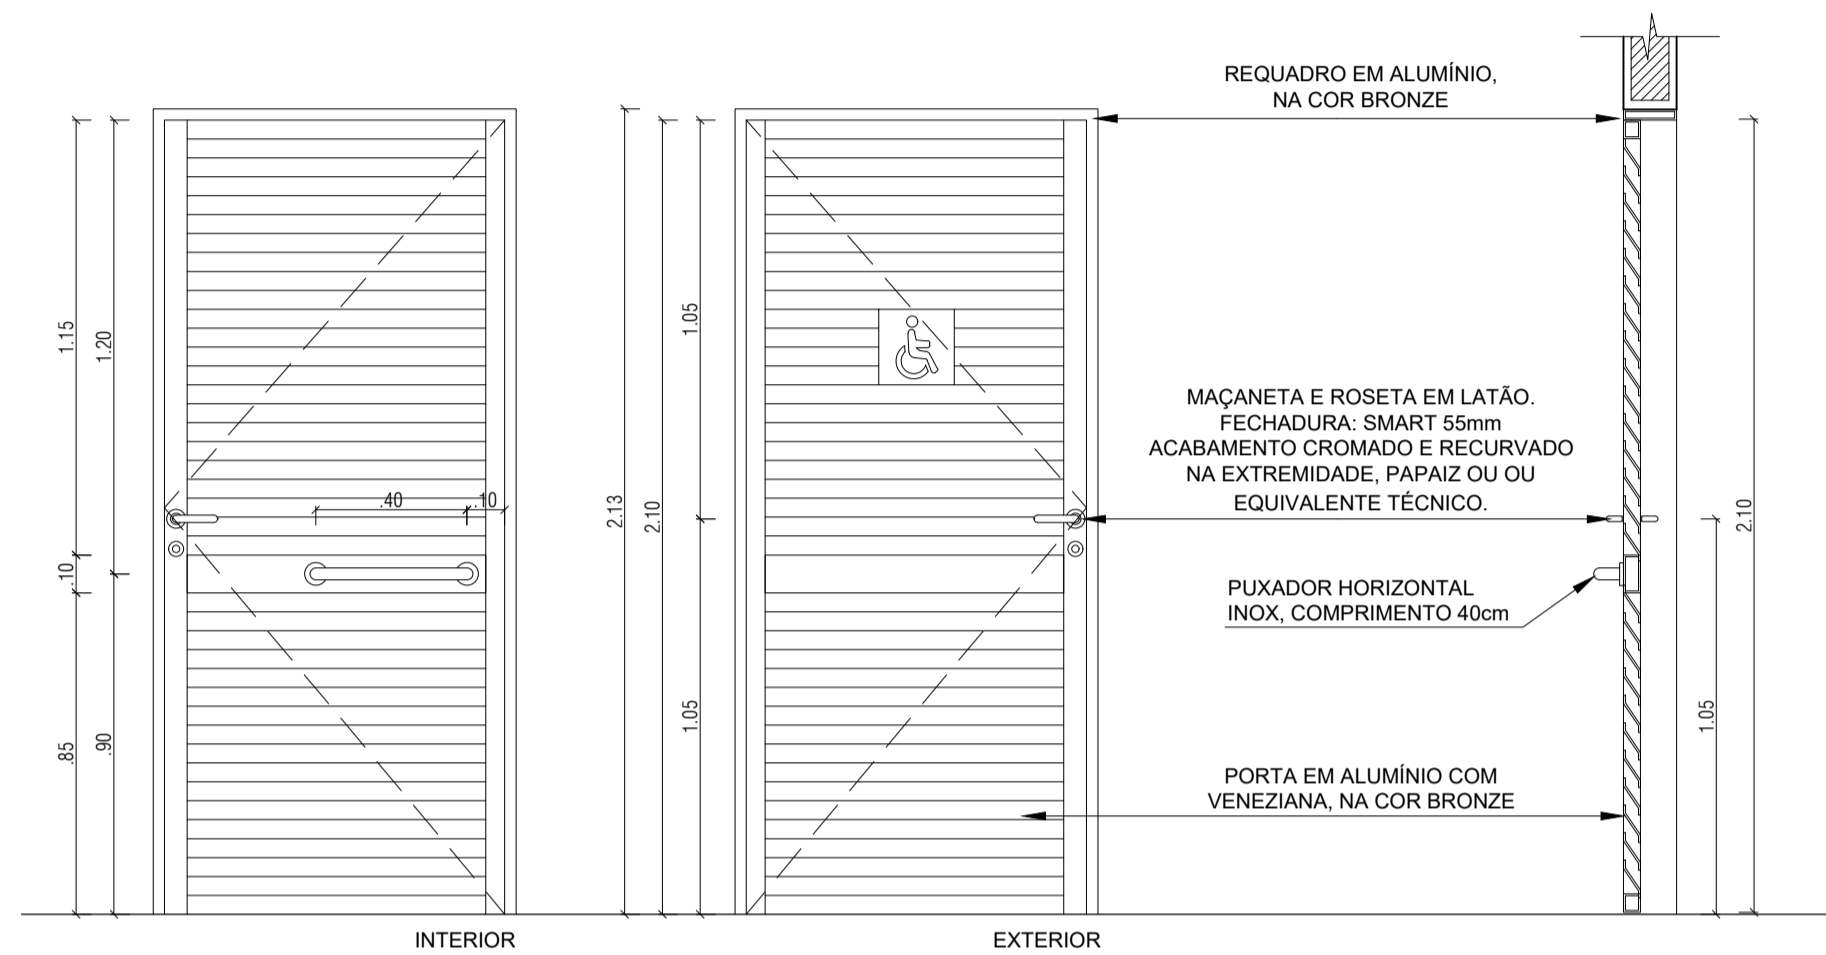 REQUADRO EM ALUMÍNIO,
NA COR BRONZE
1.15
1.20
.10
.85
.90
.40
.10
2.13
2.10
1.05
1.05
MAÇANETA E ROSETA EM LATÃO.
FECHADURA: SMART 55mm
ACABAMENTO CROMADO E RECURVADO
NA EXTREMIDADE, PAPAIZ OU OU
EQUIVALENTE TÉCNICO.
PUXADOR HORIZONTAL
INOX, COMPRIMENTO 40cm
PORTA EM ALUMÍNIO COM
VENEZIANA, NA COR BRONZE
2.10
1.05
INTERIOR
EXTERIOR